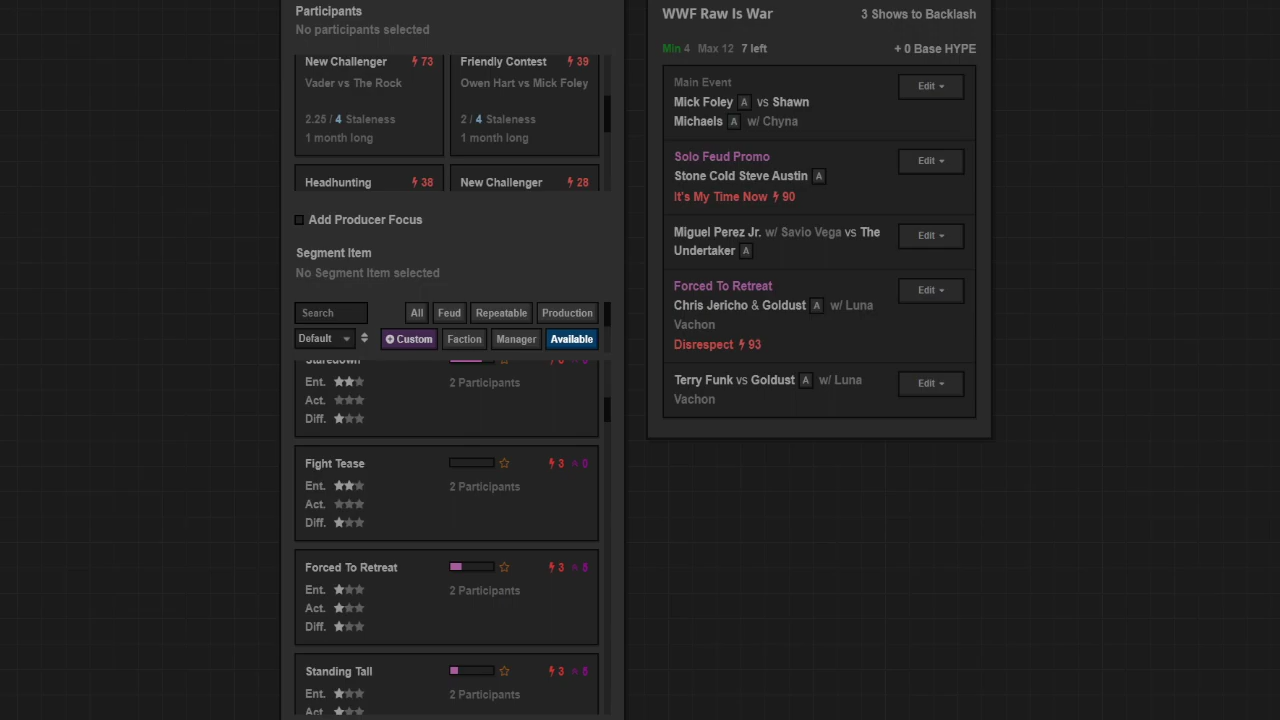 Participants
No participants selected
New Challenger 73
Vader vs The Rock
2.25 / 4 Staleness
1 month long
Friendly Contest 39
Owen Hart vs Mick Foley
2 / 4 Staleness
1 month long
Headhunting 38
New Challenger 28
Add Producer Focus
Segment Item
No Segment Item selected
Search
All
Feud
Repeatable
Production
Default
Custom
Faction
Manager
Available
Staredown
Ent.
2 Participants
Act.
Diff.
Fight Tease 3 0
Ent.
2 Participants
Act.
Diff.
Forced To Retreat 3 5
Ent.
2 Participants
Act.
Diff.
Standing Tall 3 5
Ent.
2 Participants
Act
WWF Raw Is War
3 Shows to Backlash
Min 4 Max 12 7 left
+ 0 Base HYPE
Main Event
Edit
Mick Foley A vs Shawn
Michaels A w/ Chyna
Solo Feud Promo
Edit
Stone Cold Steve Austin A
It's My Time Now 90
Miguel Perez Jr. w/ Savio Vega vs The
Edit
Undertaker A
Forced To Retreat
Edit
Chris Jericho & Goldust A w/ Luna
Vachon
Disrespect 93
Terry Funk vs Goldust A w/ Luna
Edit
Vachon